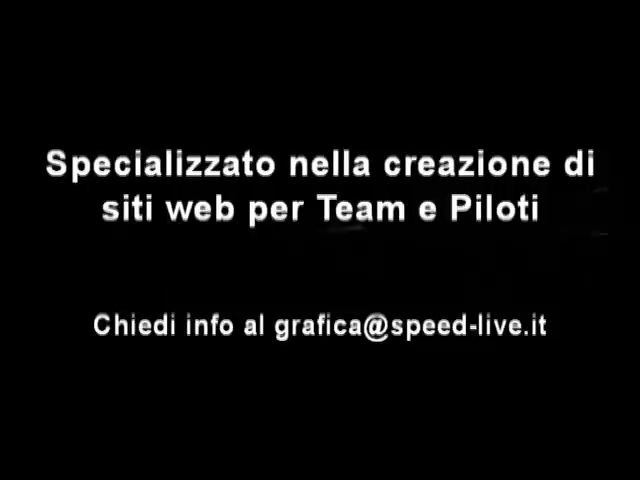 Specializzato nella creazione di
siti web per Team e Piloti
Chiedi info al grafica@speed-live.it